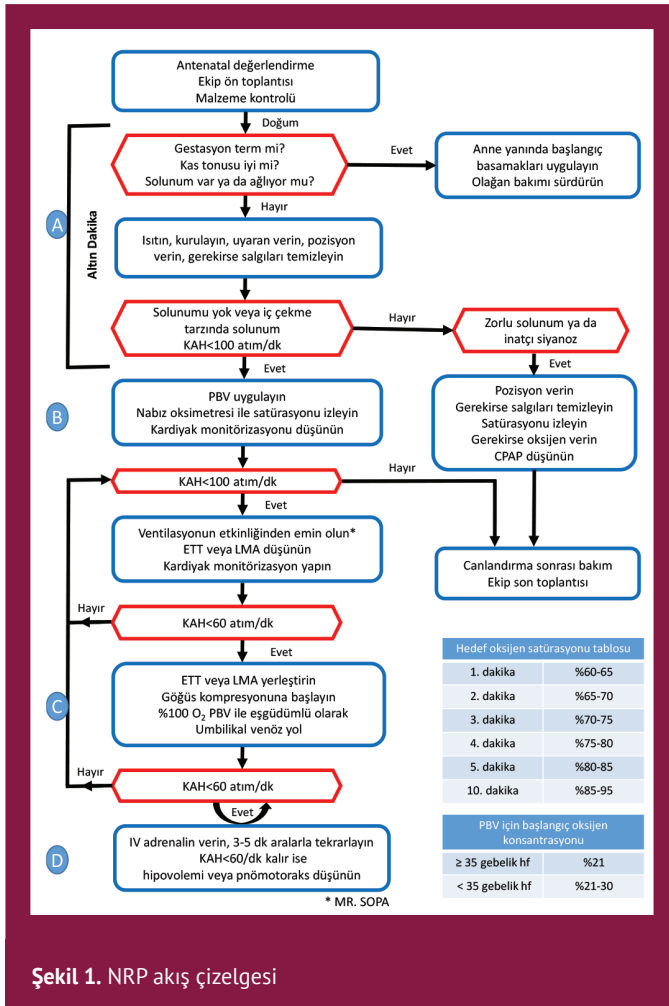 Antenatal değerlendirme
Ekip ön toplantısı
Malzeme kontrolü
Doğum
A
Altın Dakika
Gestasyon term mi?
Kas tonusu iyi mi?
Solunum var ya da ağlıyor mu?
Evet
Anne yanında başlangıç
basamakları uygulayın
Olağan bakımı sürdürün
Hayır
Isıtın, kurulayın, uyaran verin, pozisyon
verin, gerekirse salgıları temizleyin
Solunumu yok veya iç çekme
tarzında solunum
KAH<100 atım/dk
Hayır
Zorlu solunum ya da
inatçı siyanoz
Evet
Evet
B
PBV uygulayın
Nabız oksimetresi ile satürasyonu izleyin
Kardiyak monitörizasyonu düşünün
Pozisyon verin
Gerekirse salgıları temizleyin
Satürasyonu izleyin
Gerekirse oksijen verin
CPAP düşünün
KAH<100 atım/dk
Hayır
Evet
Ventilasyonun etkinliğinden emin olun*
ETT veya LMA düşünün
Kardiyak monitörizasyon yapın
Canlandırma sonrası bakım
Ekip son toplantısı
Hayır
KAH<60 atım/dk
Evet
C
ETT veya LMA yerleştirin
Göğüs kompresyonuna başlayın
%100 O₂ PBV ile eşgüdümlü olarak
Umbilikal venöz yol
Hayır
KAH<60 atım/dk
Evet
D
IV adrenalin verin, 3-5 dk aralarla tekrarlayın
KAH<60/dk kalır ise
hipovolemi veya pnömotoraks düşünün
* MR. SOPA
Hedef oksijen satürasyonu tablosu
1. dakika %60-65
2. dakika %65-70
3. dakika %70-75
4. dakika %75-80
5. dakika %80-85
10. dakika %85-95
PBV için başlangıç oksijen
konsantrasyonu
≥ 35 gebelik hf %21
< 35 gebelik hf %21-30
Şekil 1. NRP akış çizelgesi